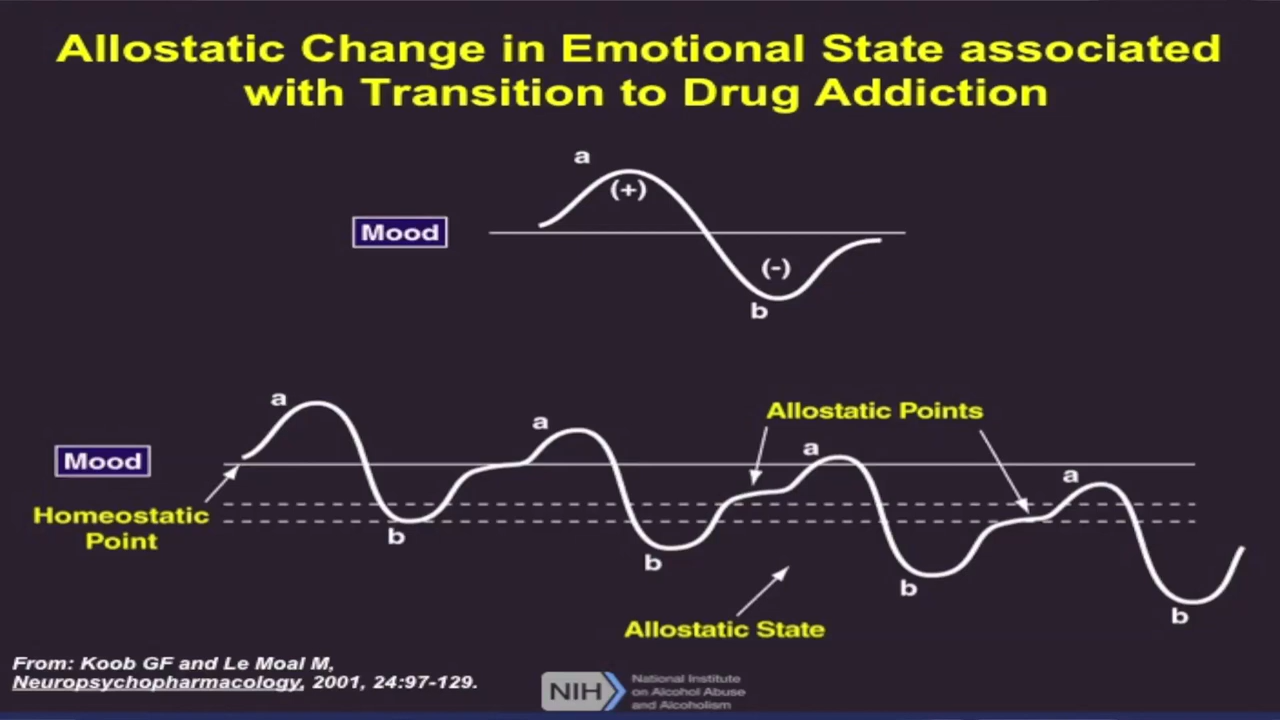 Allostatic Change in Emotional State associated
with Transition to Drug Addiction
a
(+)
Mood
(-)
b
a
a
Allostatic Points
a
a
Mood
Homeostatic
Point
b
b
b
b
Allostatic State
From: Koob GF and Le Moal M,
Neuropsychopharmacology, 2001, 24:97-129.
NIH
National Institute
on Alcohol Abuse
and Alcoholism